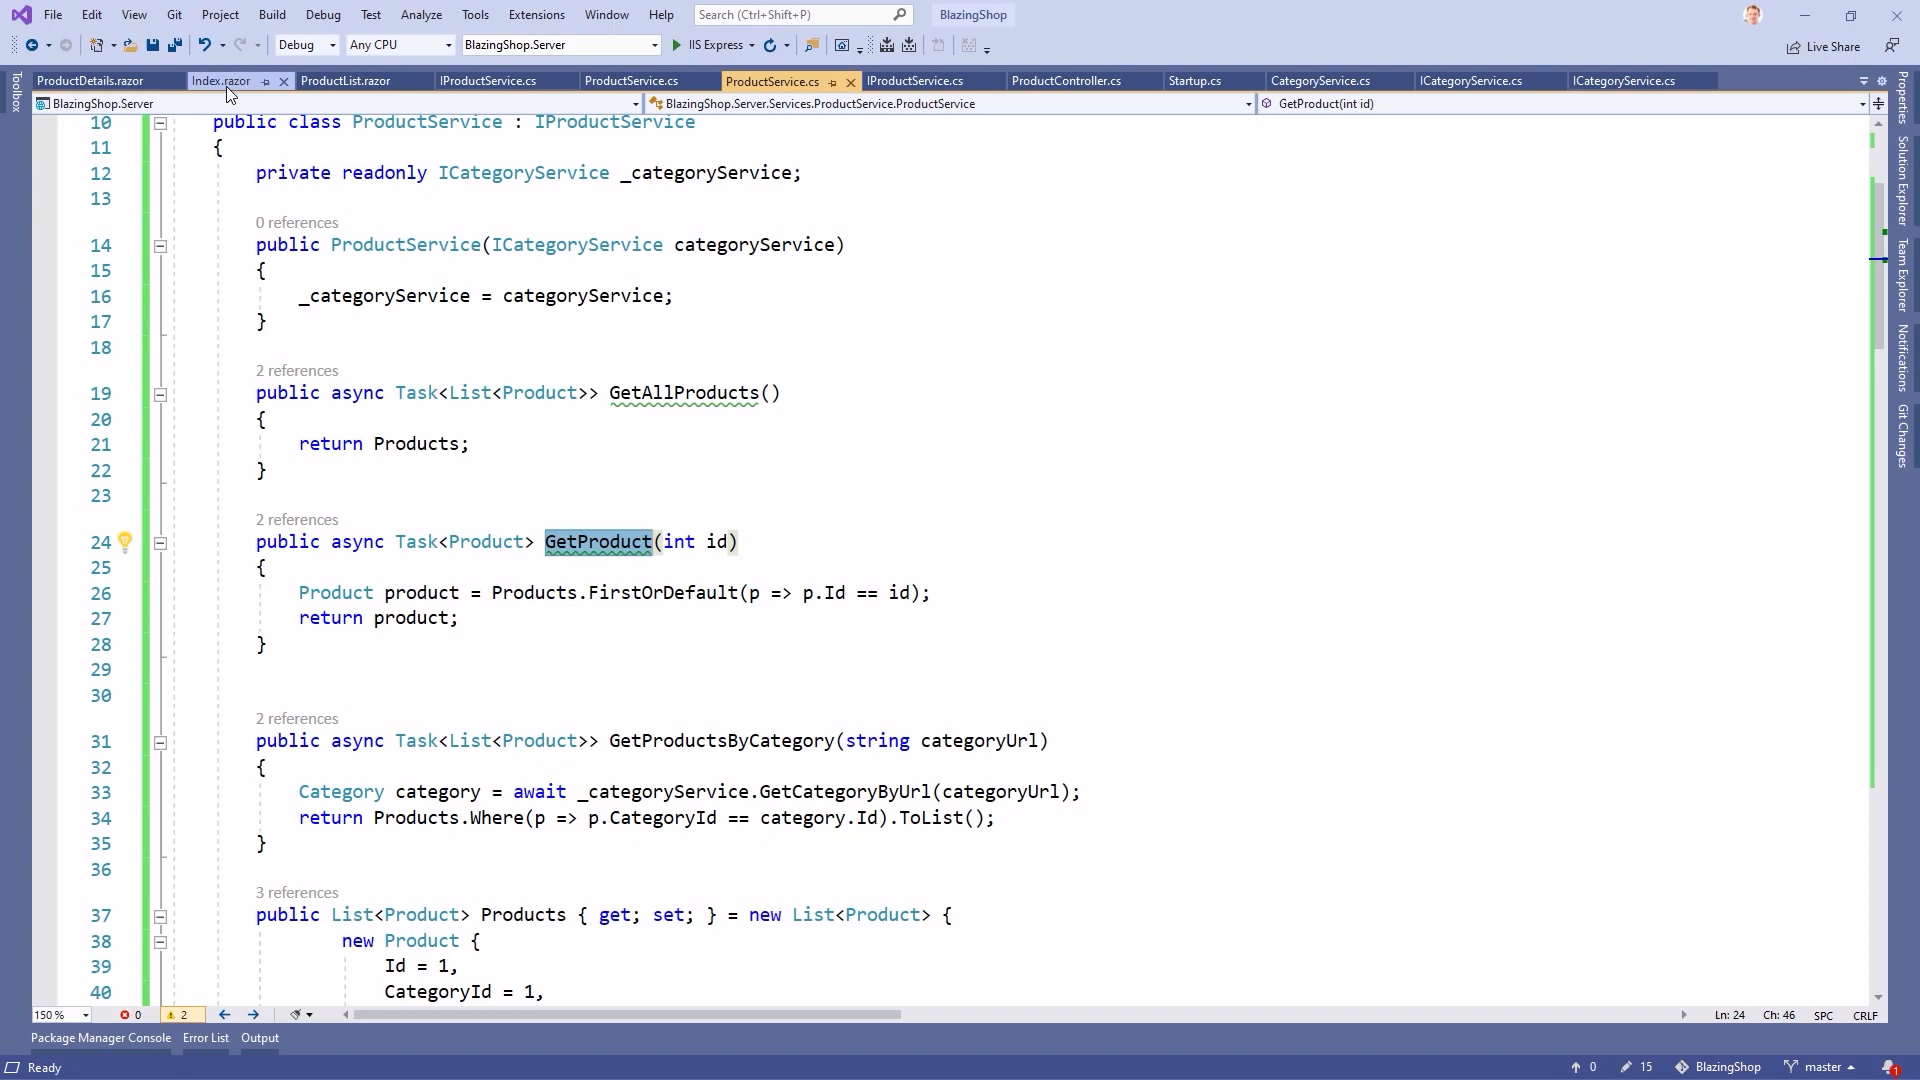 File Edit View Git Project Build Debug Test Analyze Tools Extensions Window Help Search (Ctrl+Shift+P) BlazingShop
Debug Any CPU BlazingShop.Server IIS Express Live Share
ProductDetails.razor Index.razor ProductList.razor IProductService.cs ProductService.cs ProductService.cs IProductService.cs ProductController.cs Startup.cs CategoryService.cs ICategoryService.cs ICategoryService.cs
BlazingShop.Server BlazingShop.Server.Services.ProductService.ProductService GetProduct(int id)
Toolbox
Properties
Solution Explorer
Team Explorer
Notifications
Git Changes
10 public class ProductService : IProductService
11 {
12 private readonly ICategoryService _categoryService;
13
0 references
14 public ProductService(ICategoryService categoryService)
15 {
16 _categoryService = categoryService;
17 }
18
2 references
19 public async Task<List<Product>> GetAllProducts()
20 {
21 return Products;
22 }
23
2 references
24 public async Task<Product> GetProduct(int id)
25 {
26 Product product = Products.FirstOrDefault(p => p.Id == id);
27 return product;
28 }
29
30
2 references
31 public async Task<List<Product>> GetProductsByCategory(string categoryUrl)
32 {
33 Category category = await _categoryService.GetCategoryByUrl(categoryUrl);
34 return Products.Where(p => p.CategoryId == category.Id).ToList();
35 }
36
3 references
37 public List<Product> Products { get; set; } = new List<Product> {
38 new Product {
39 Id = 1,
40 CategoryId = 1,
150 % 0 2 Ln: 24 Ch: 46 SPC CRLF
Package Manager Console Error List Output
Ready 0 15 BlazingShop master 1